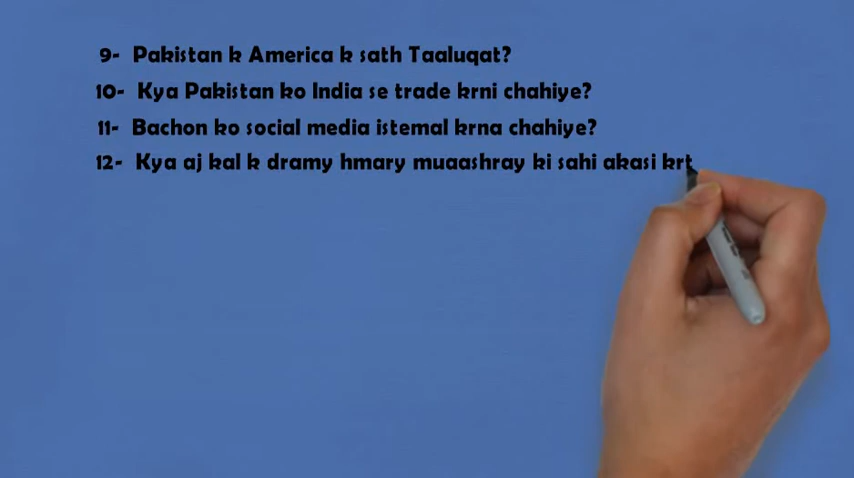 9- Pakistan k America k sath Taaluqat?
10- Kya Pakistan ko India se trade krni chahiye?
11- Bachon ko social media istemal krna chahiye?
12- Kya aj kal k dramy hmary muaashray ki sahi akasi krt